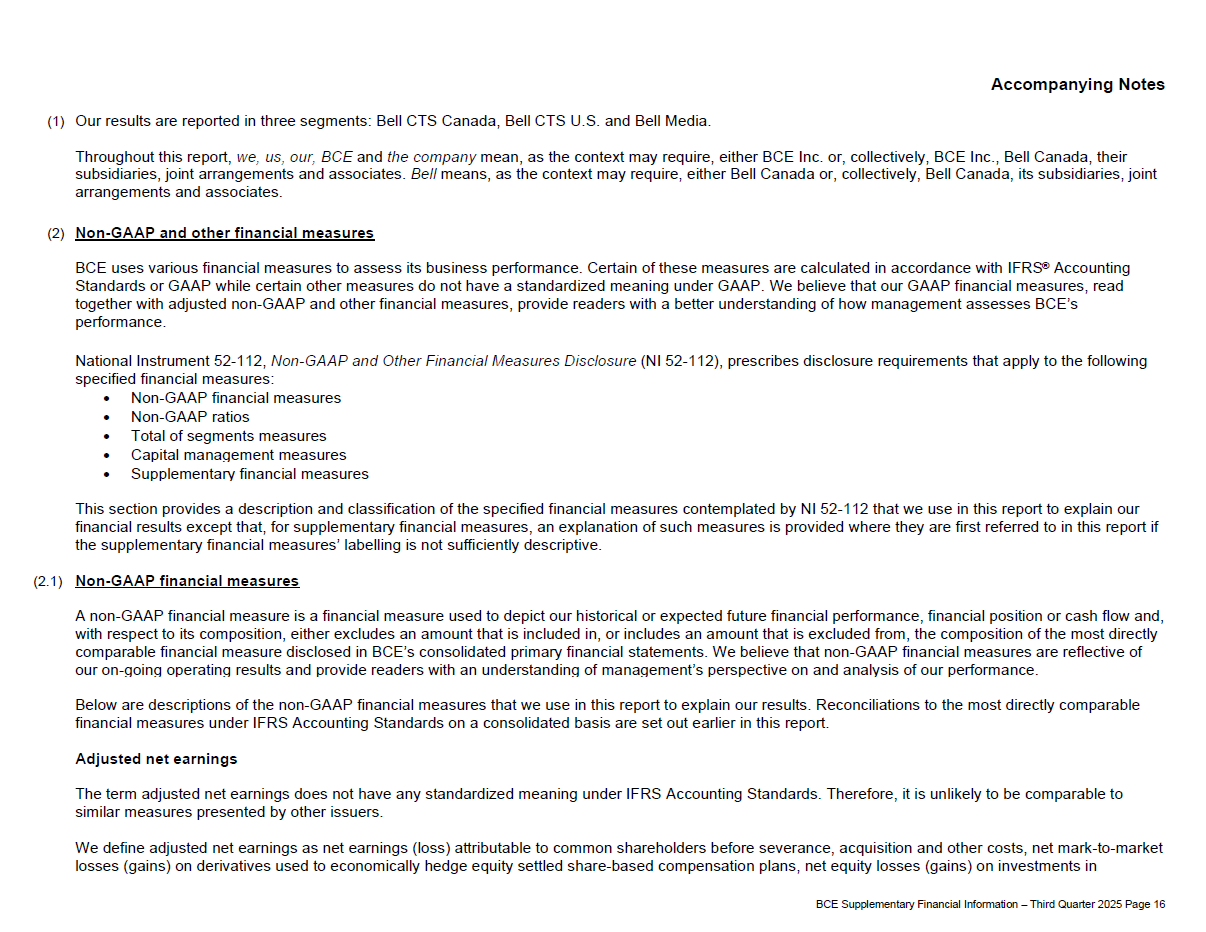 Accompanying Notes
(1) Our results are reported in three segments: Bell CTS Canada, Bell CTS U.S. and Bell Media.
Throughout this report, we, us, our, BCE and the company mean, as the context may require, either BCE Inc. or, collectively, BCE Inc., Bell Canada, their
subsidiaries, joint arrangements and associates. Bell means, as the context may require, either Bell Canada or, collectively, Bell Canada, its subsidiaries, joint
arrangements and associates.
(2) Non-GAAP and other financial measures
BCE uses various financial measures to assess its business performance. Certain of these measures are calculated in accordance with IFRS® Accounting
Standards or GAAP while certain other measures do not have a standardized meaning under GAAP. We believe that our GAAP financial measures, read
together with adjusted non-GAAP and other financial measures, provide readers with a better understanding of how management assesses BCE's
performance.
National Instrument 52-112, Non-GAAP and Other Financial Measures Disclosure (NI 52-112), prescribes disclosure requirements that apply to the following
specified financial measures:
• Non-GAAP financial measures
• Non-GAAP ratios
• Total of segments measures
• Capital management measures
• Supplementary financial measures
This section provides a description and classification of the specified financial measures contemplated by NI 52-112 that we use in this report to explain our
financial results except that, for supplementary financial measures, an explanation of such measures is provided where they are first referred to in this report if
the supplementary financial measures' labelling is not sufficiently descriptive.
(2.1) Non-GAAP financial measures
A non-GAAP financial measure is a financial measure used to depict our historical or expected future financial performance, financial position or cash flow and,
with respect to its composition, either excludes an amount that is included in, or includes an amount that is excluded from, the composition of the most directly
comparable financial measure disclosed in BCE's consolidated primary financial statements. We believe that non-GAAP financial measures are reflective of
our on-going operating results and provide readers with an understanding of management's perspective on and analysis of our performance.
Below are descriptions of the non-GAAP financial measures that we use in this report to explain our results. Reconciliations to the most directly comparable
financial measures under IFRS Accounting Standards on a consolidated basis are set out earlier in this report.
Adjusted net earnings
The term adjusted net earnings does not have any standardized meaning under IFRS Accounting Standards. Therefore, it is unlikely to be comparable to
similar measures presented by other issuers.
We define adjusted net earnings as net earnings (loss) attributable to common shareholders before severance, acquisition and other costs, net mark-to-market
losses (gains) on derivatives used to economically hedge equity settled share-based compensation plans, net equity losses (gains) on investments in
BCE Supplementary Financial Information – Third Quarter 2025 Page 16